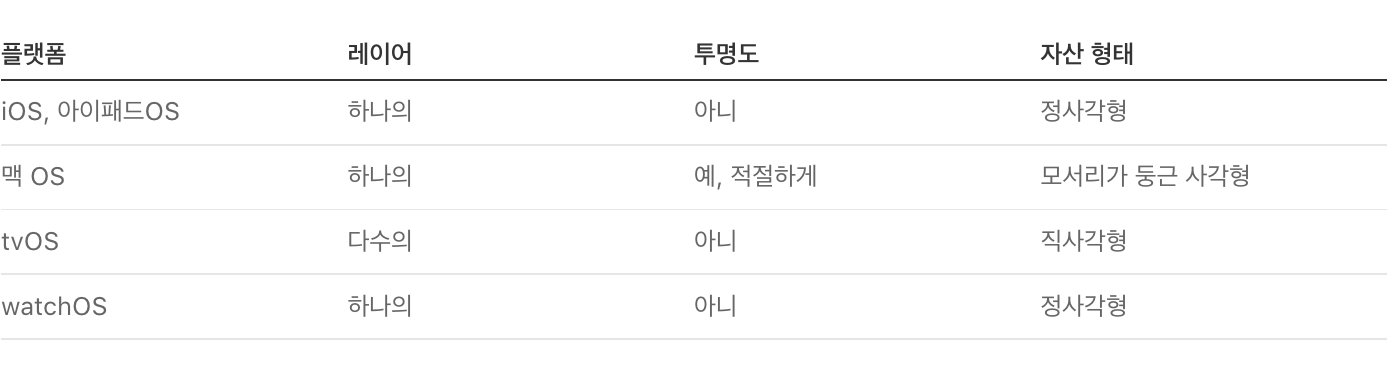 플랫폼 레이어 투명도 자산 형태
iOS, 아이패드OS 하나의 아니 정사각형
맥 OS 하나의 예, 적절하게 모서리가 둥근 사각형
tvOS 다수의 아니 직사각형
watchOS 하나의 아니 정사각형